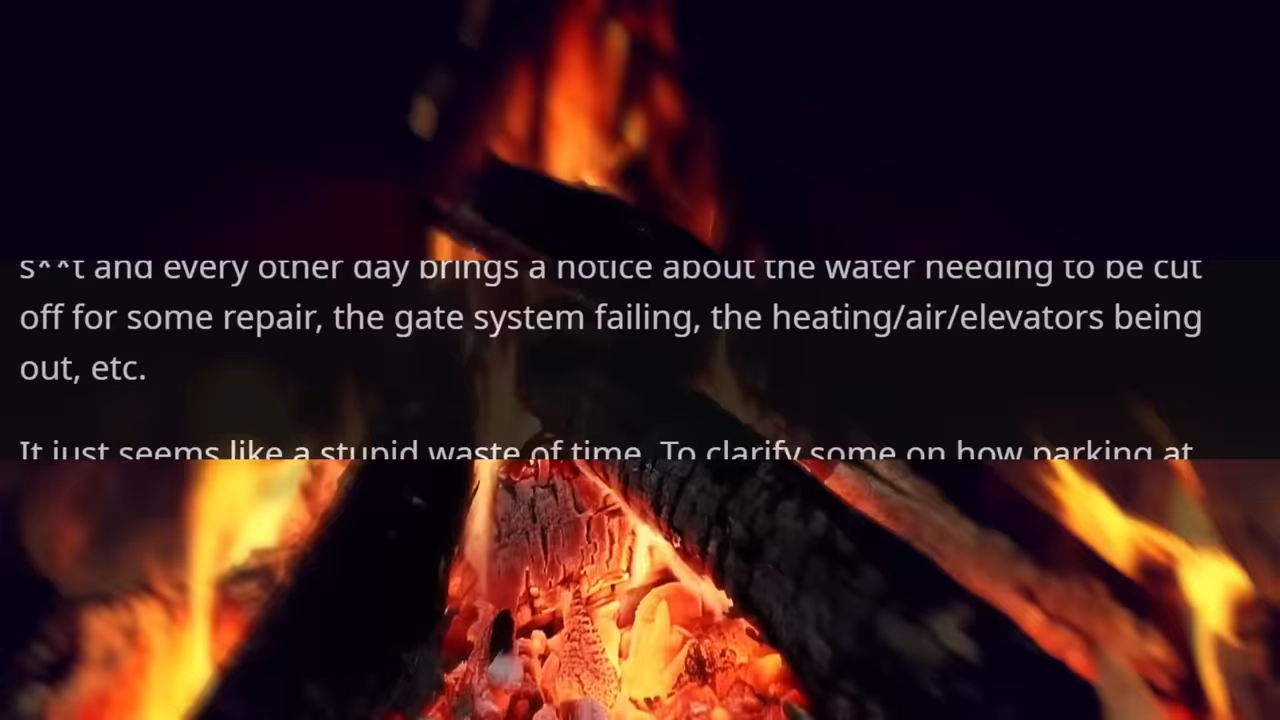 s**t and every other day brings a notice about the water needing to be cut
off for some repair, the gate system failing, the heating/air/elevators being
out, etc.
It just seems like a stupid waste of time. To clarify some on how parking at